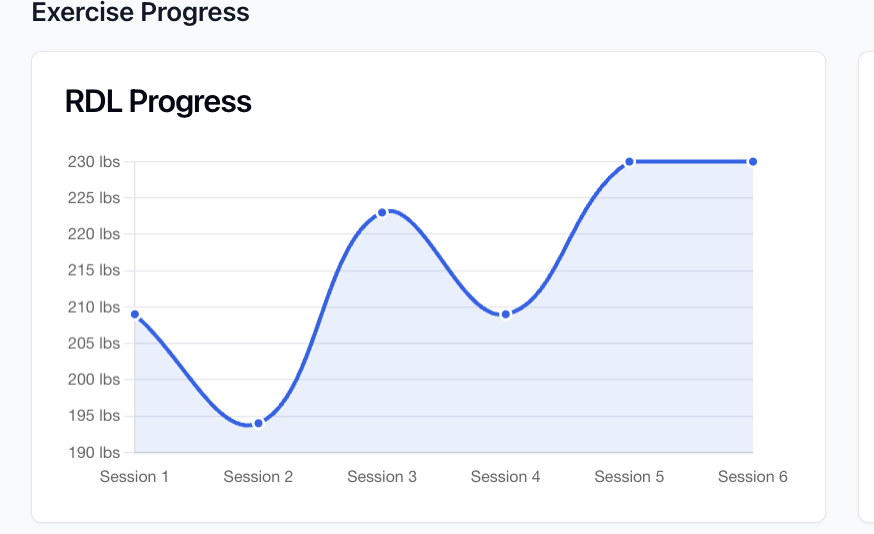 Exercise Progress
RDL Progress
230 lbs
225 lbs
220 lbs
215 lbs
210 lbs
205 lbs
200 lbs
195 lbs
190 lbs
Session 1 Session 2 Session 3 Session 4 Session 5 Session 6